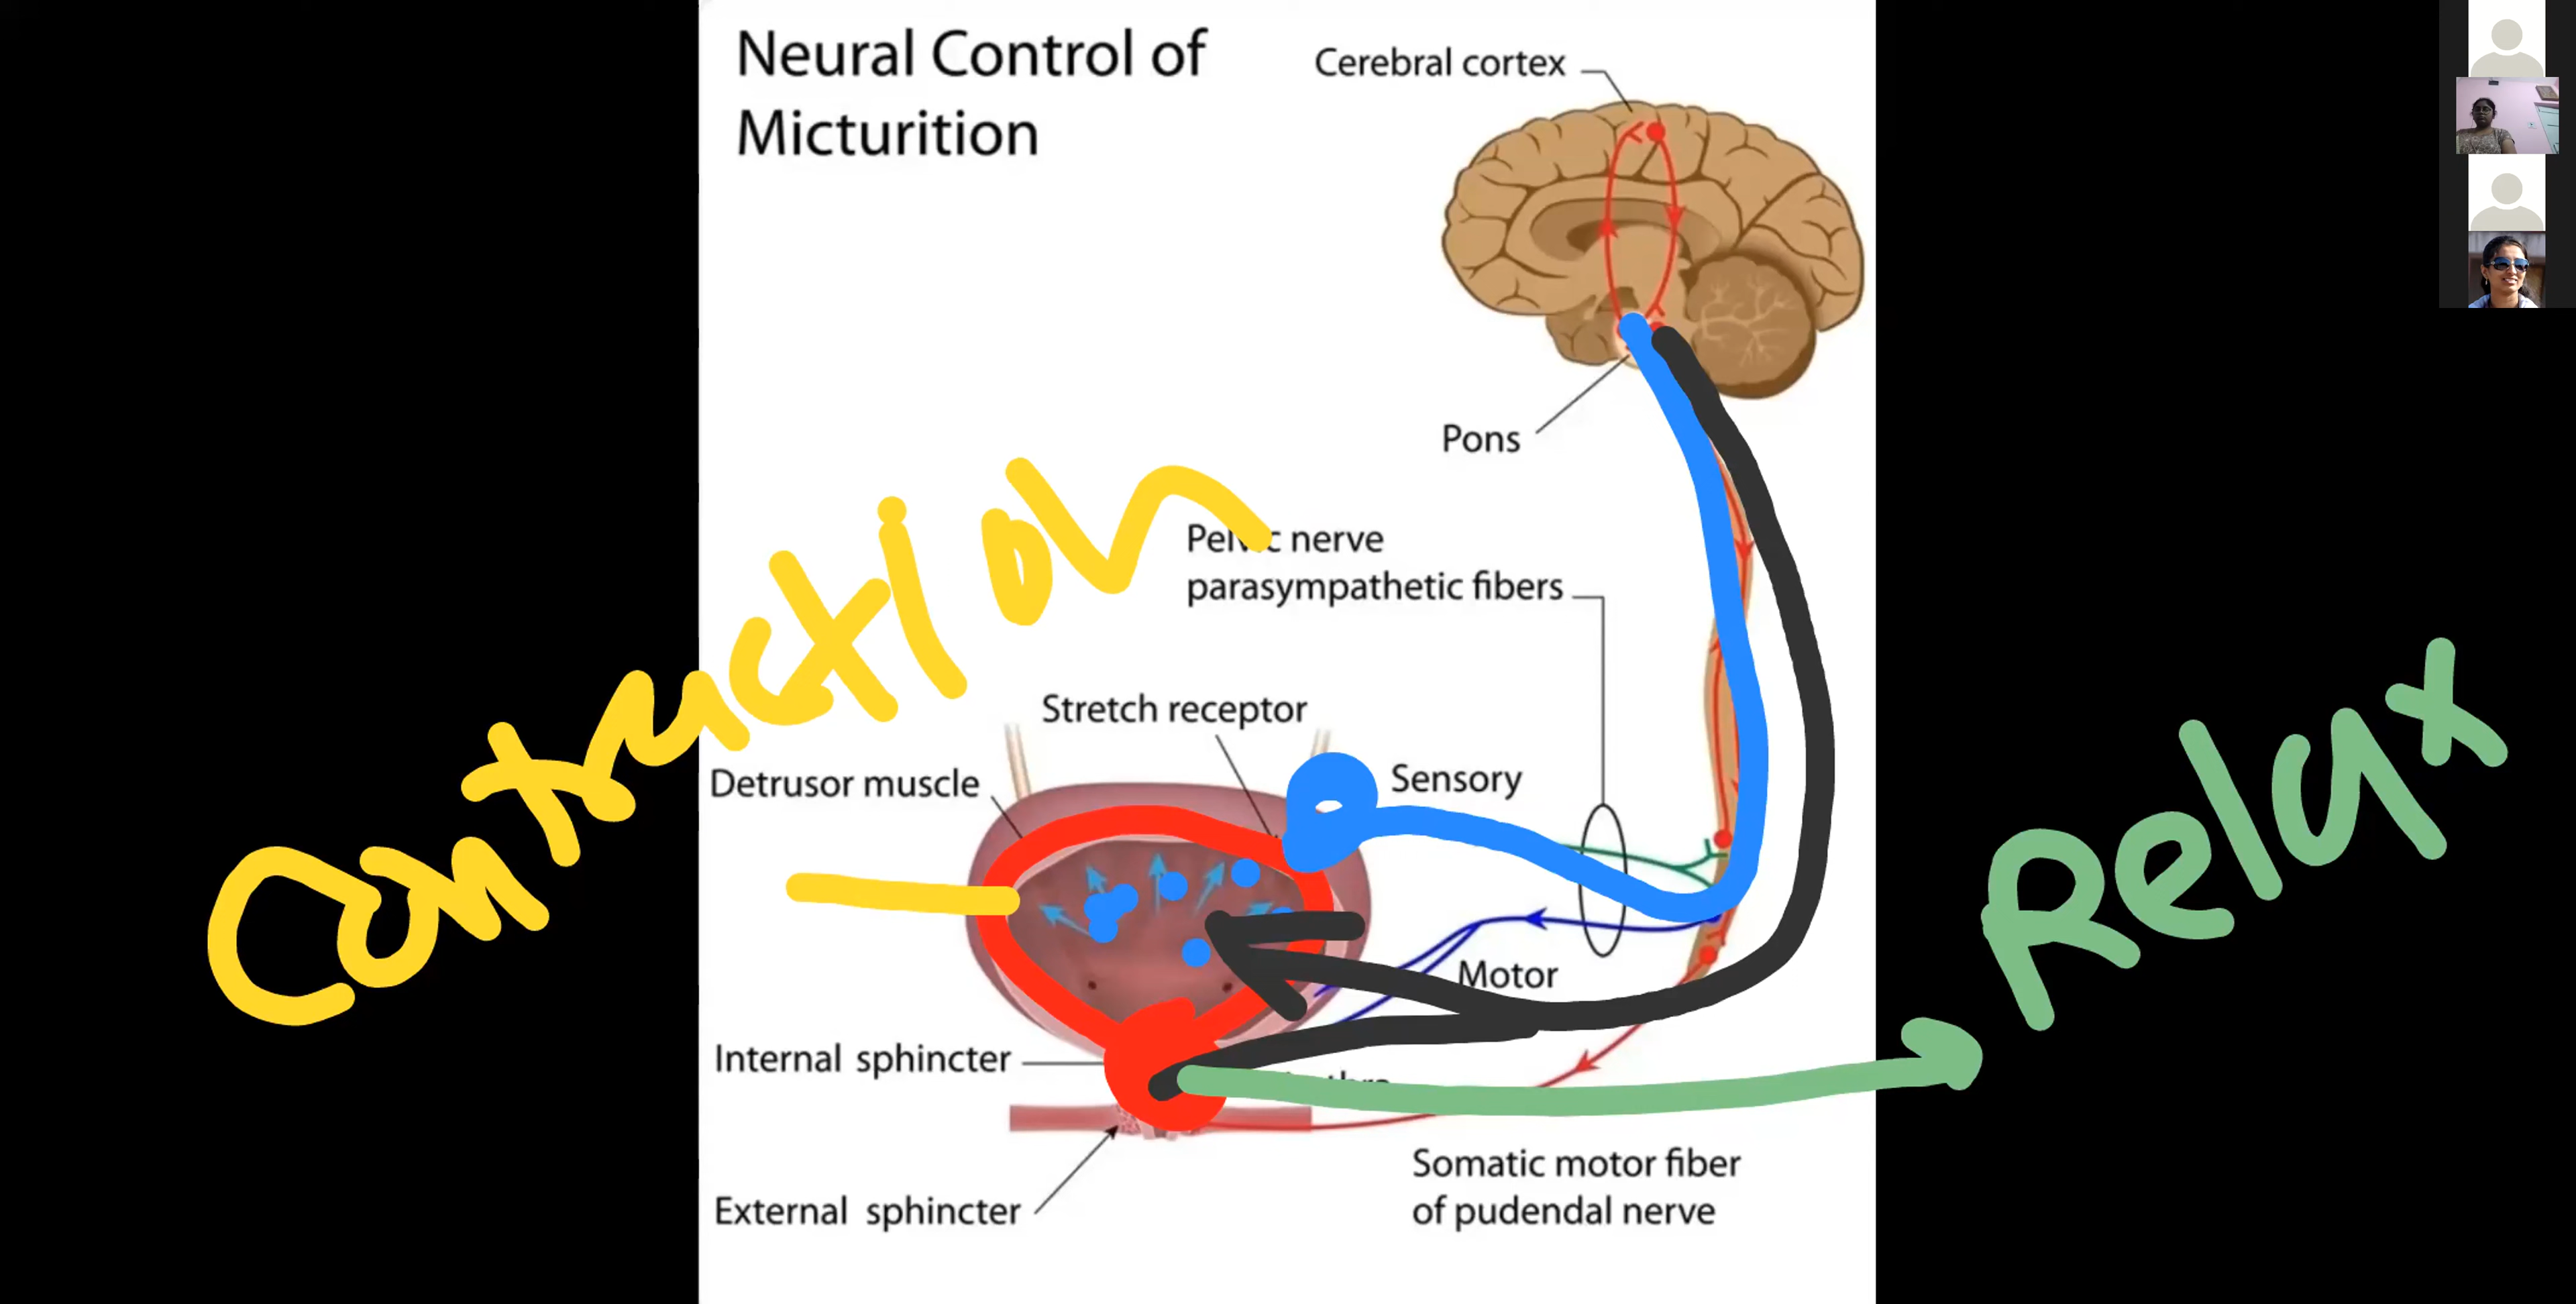 Neural Control of
Micturition
Cerebral cortex
Pons
Contraction
Pelvic nerve
parasympathetic fibers
Stretch receptor
Sensory
Detrusor muscle
Relax
Motor
Internal sphincter
External sphincter
Somatic motor fiber
of pudendal nerve